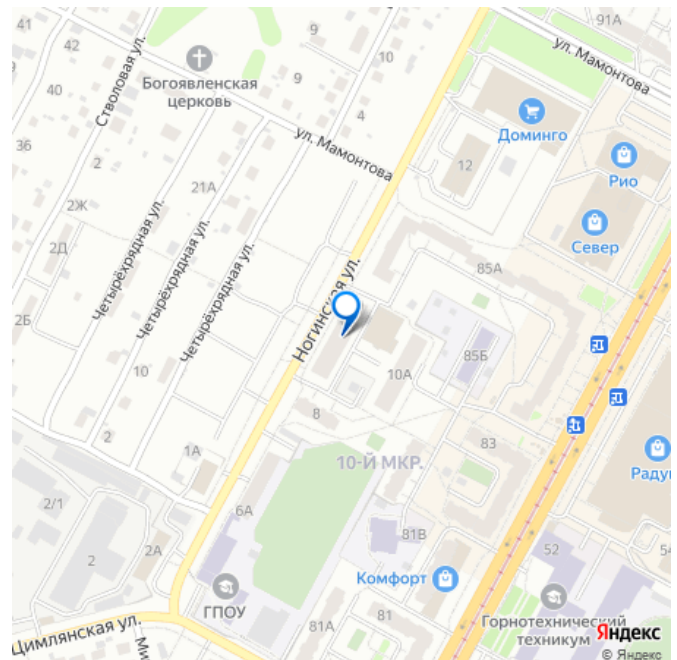 41
42
9
91А
ул. Мамонтова
Стволовая ул.
Богоявленская
церковь
9
10
40
4
Доминго
36
ул. Мамонтова
12
Рио
2
21А
2Ж
Четырёхрядная ул.
Четырёхрядная ул.
Четырёхрядная ул.
Север
2Д
85А
Ногинская ул.
2Б
85Б
10
10А
8
2
1А
83
10-Й МКР.
Раду
2/1
6А
2
2А
81В
52
54
ГПОУ
Комфорт
Горнотехнический
техникум
Цимлянская ул.
Ми
81А
81
Яндекс
© Яндекс